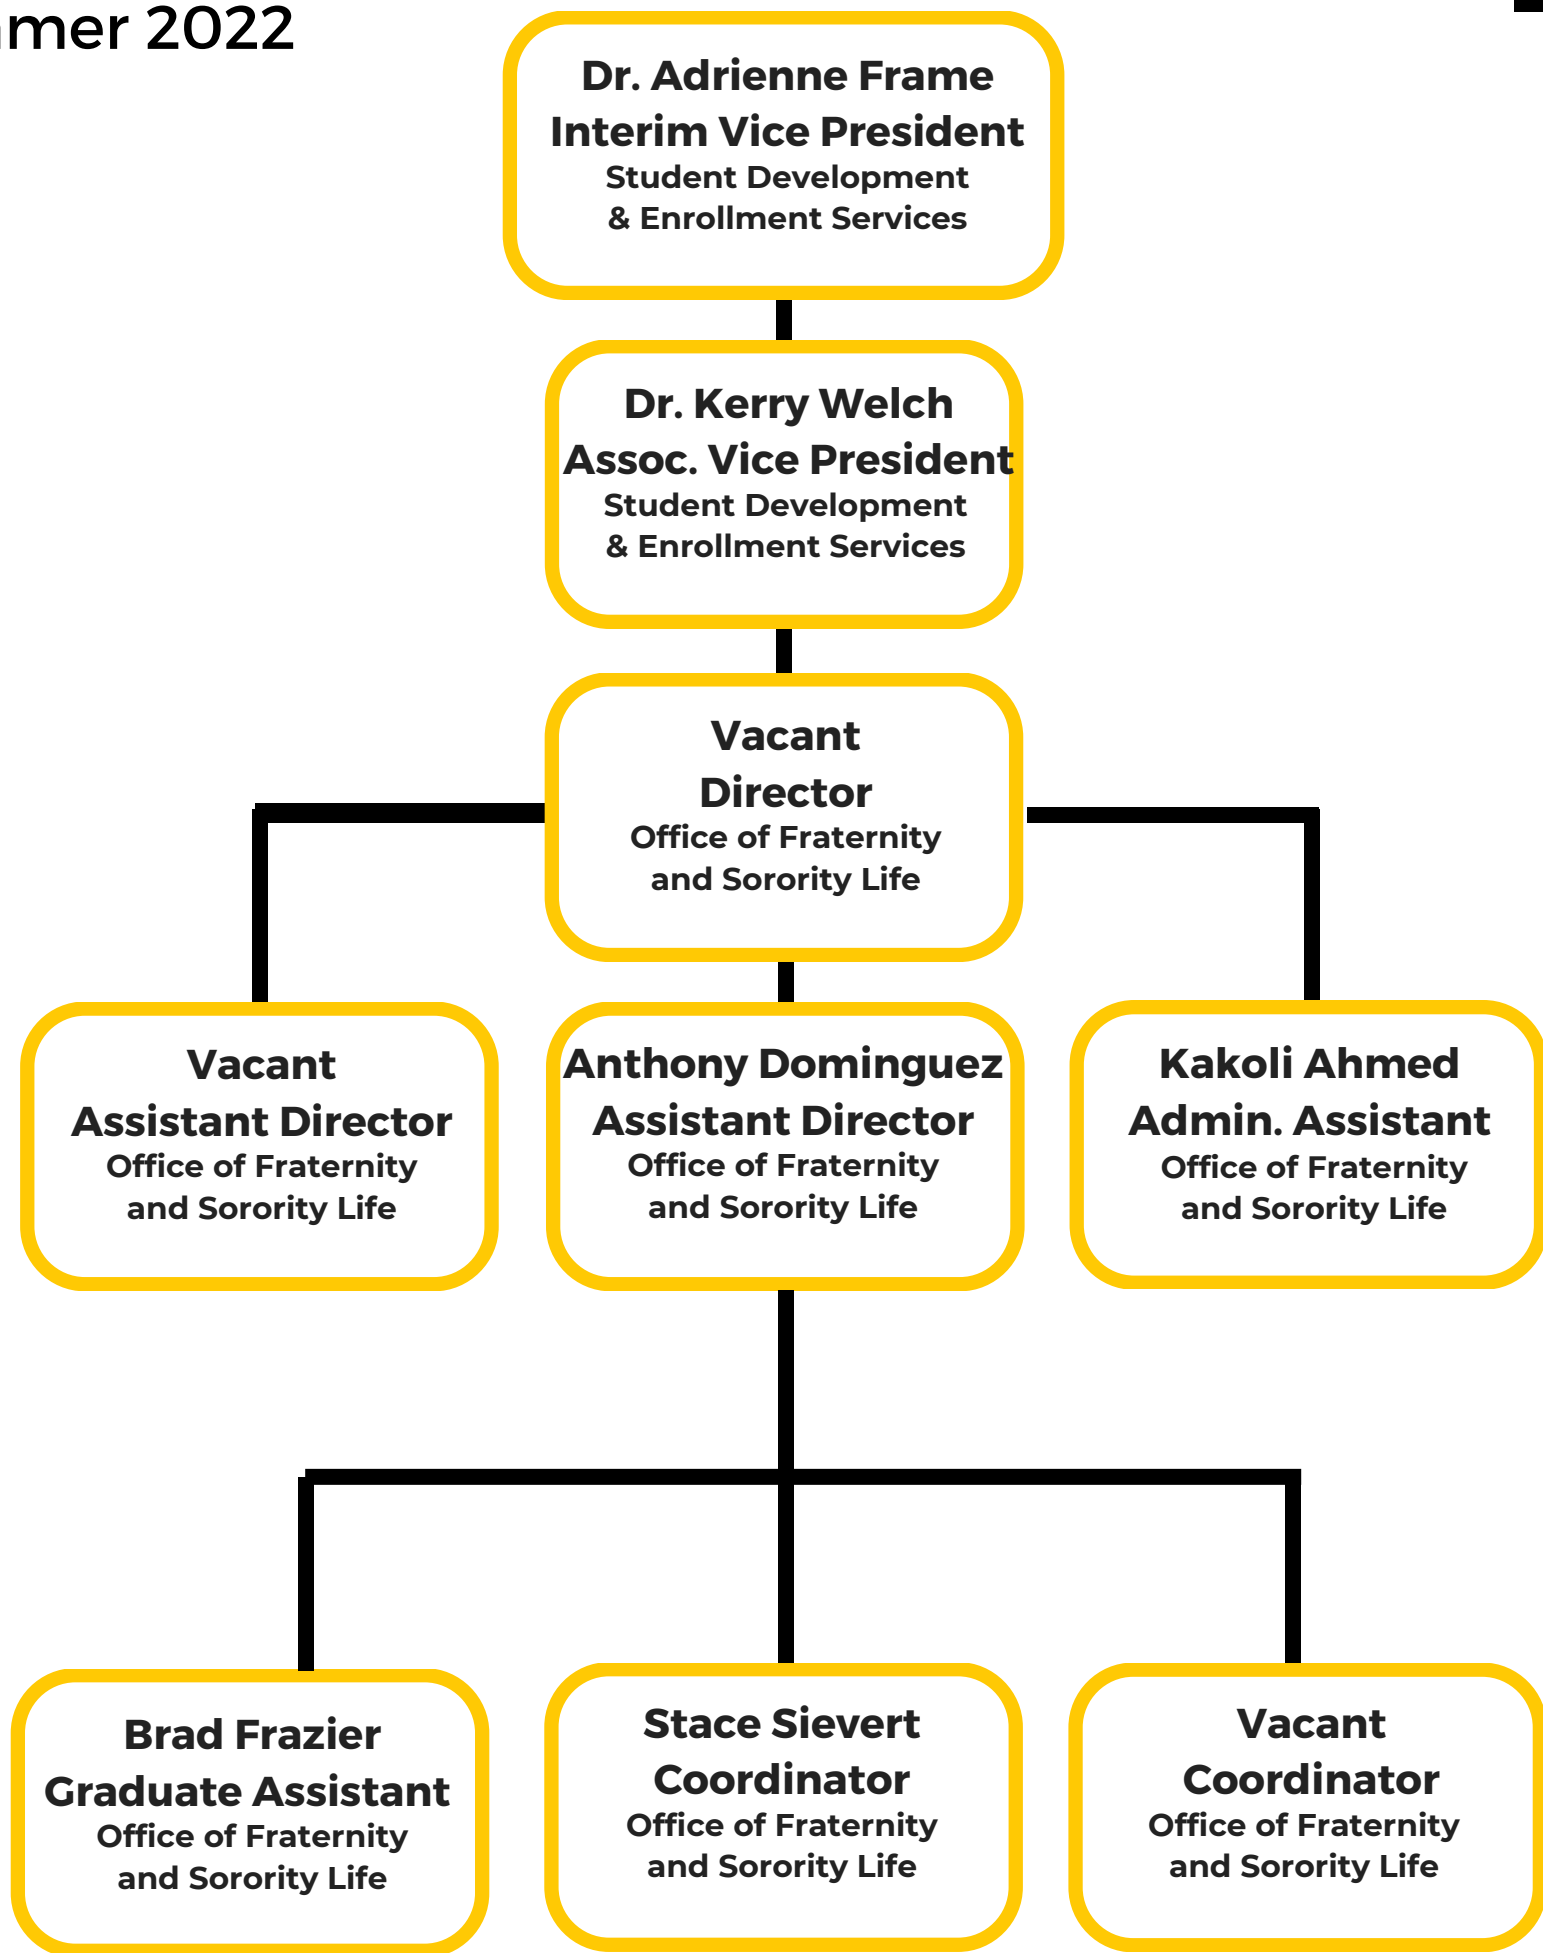 2022
Dr. Adrienne Frame
Interim Vice President
Student Development
& Enrollment Services
Dr. Kerry Welch
Assoc. Vice President
Student Development
& Enrollment Services
Vacant
Director
Office of Fraternity
and Sorority Life
Vacant
Assistant Director
Office of Fraternity
and Sorority Life
Anthony Dominguez
Assistant Director
Office of Fraternity
and Sorority Life
Kakoli Ahmed
Admin. Assistant
Office of Fraternity
and Sorority Life
Brad Frazier
Graduate Assistant
Office of Fraternity
and Sorority Life
Stace Sievert
Coordinator
Office of Fraternity
and Sorority Life
Vacant
Coordinator
Office of Fraternity
and Sorority Life